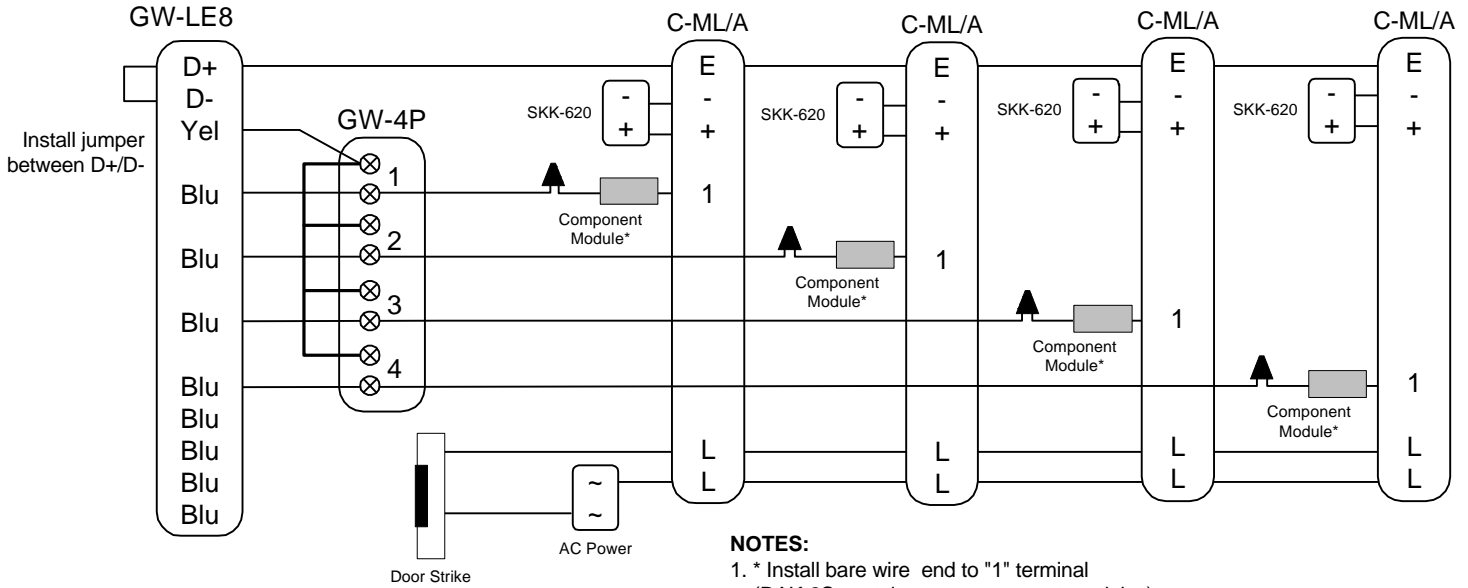 GW-LE8
C-ML/A
C-ML/A
C-ML/A
C-ML/A
D+
D-
Yel
Blu
Blu
Blu
Blu
Blu
Blu
Blu
Blu
Install jumper
between D+/D-
GW-4P
1
2
3
4
SKK-620
-
+
SKK-620
-
+
SKK-620
-
+
SKK-620
-
+
E
-
+
1
L
L
E
-
+
1
L
L
E
-
+
1
L
L
E
-
+
1
L
L
Component
Module*
Component
Module*
Component
Module*
Component
Module*
~
~
AC Power
Door Strike
NOTES:
1. * Install bare wire end to "1" terminal